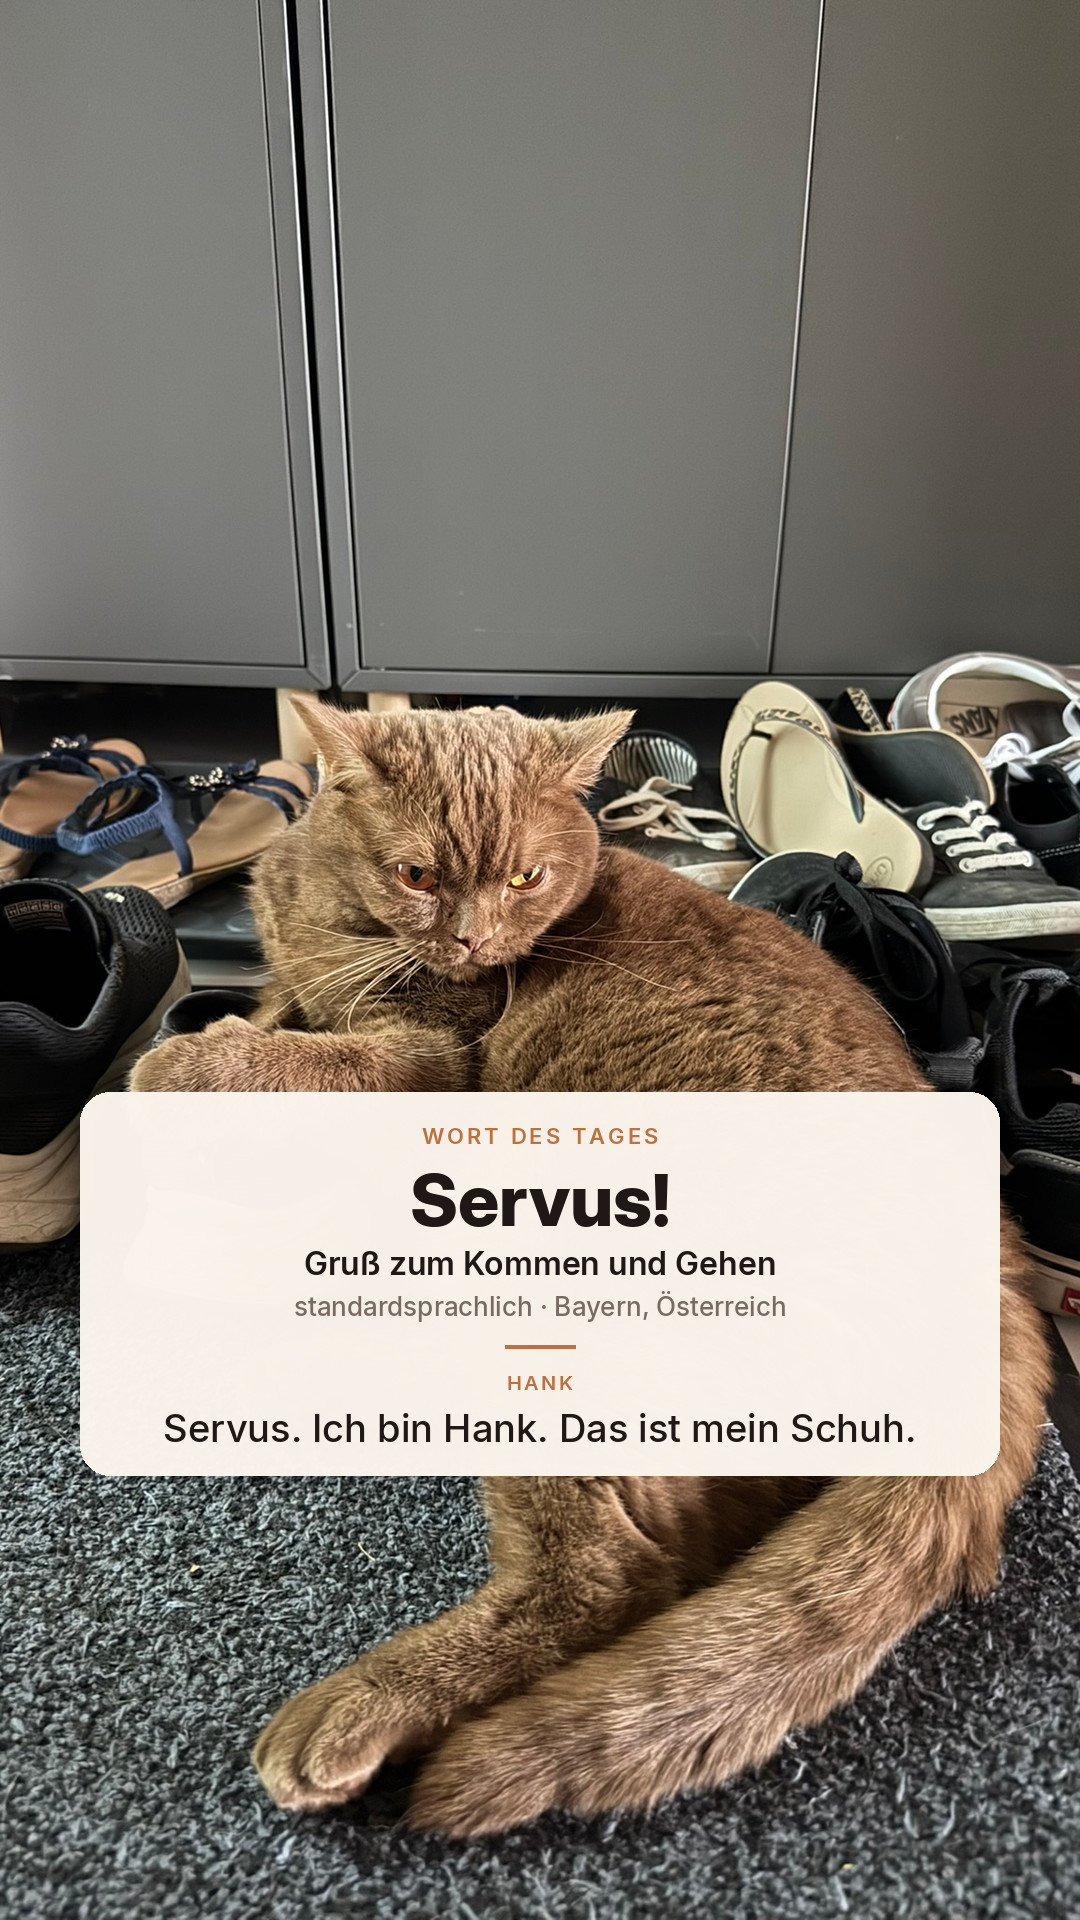 WORT DES TAGES
Servus!
Gruß zum Kommen und Gehen
standardsprachlich · Bayern, Österreich
HANK
Servus. Ich bin Hank. Das ist mein Schuh.
VANS